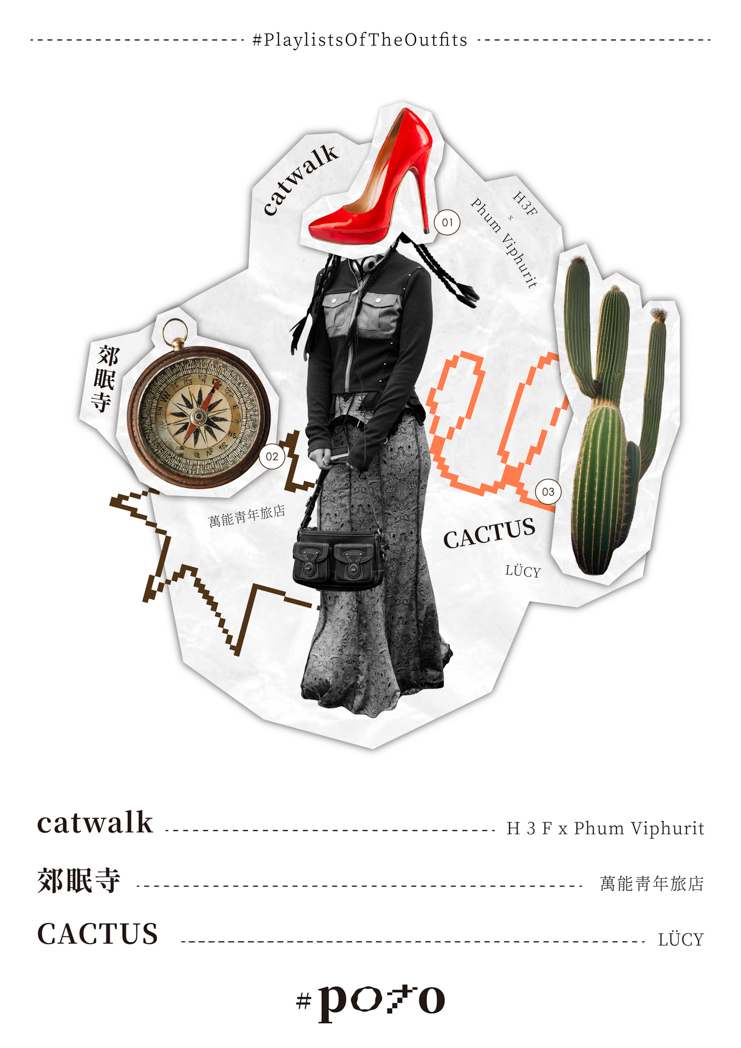 #PlaylistsOfTheOutfits
catwalk
01
H3F
x
Phum Viphurit
郊眠寺
02
萬能青年旅店
03
CACTUS
LÜCY
catwalk H 3 F x Phum Viphurit
郊眠寺 萬能青年旅店
CACTUS LÜCY